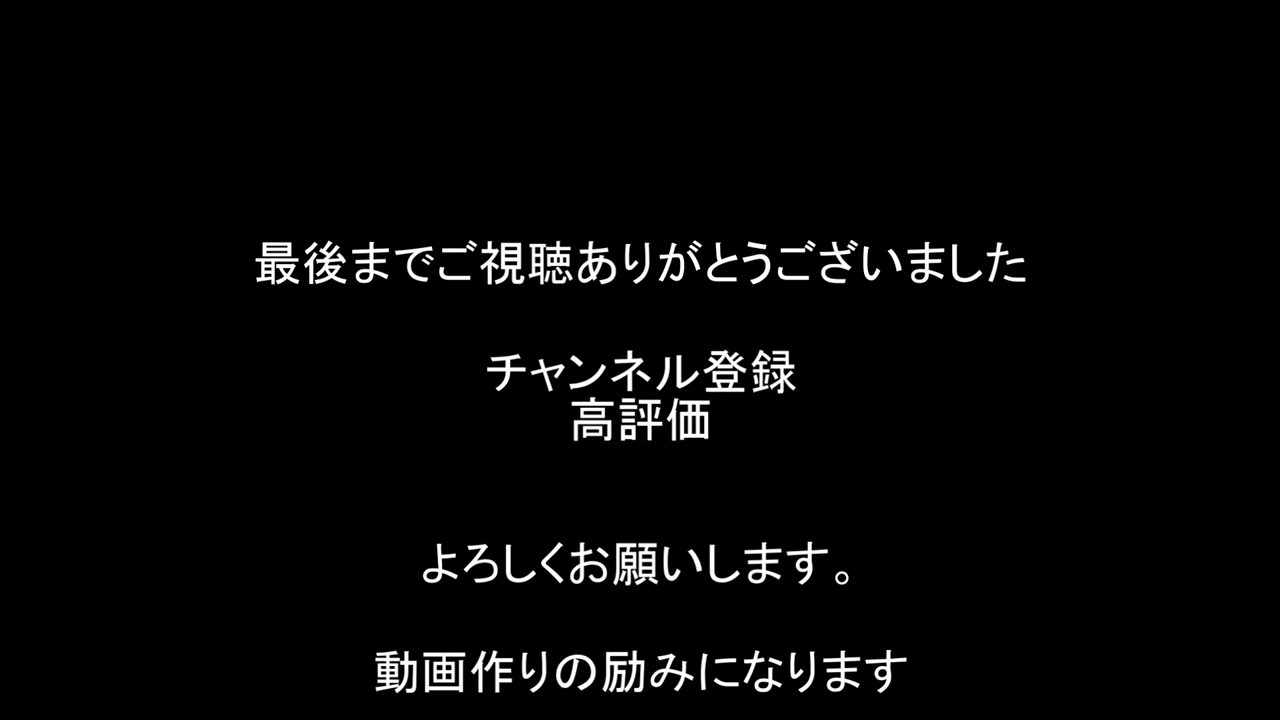 最後までご視聴ありがとうございました
チャンネル登録
高評価
よろしくお願いします。
動画作りの励みになります